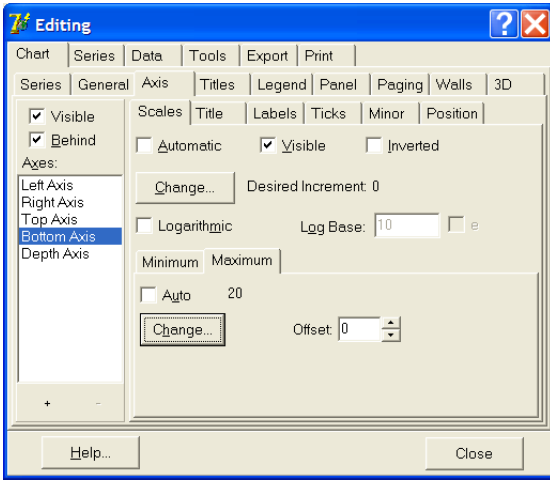 Editing
Chart Series Data Tools Export Print
Series General Axis Titles Legend Panel Paging Walls 3D
Visible
Behind
Axes:
Left Axis
Right Axis
Top Axis
Bottom Axis
Depth Axis
+ -
Scales Title Labels Ticks Minor Position
Automatic Visible Inverted
Change... Desired Increment: 0
Logarithmic Log Base: 10 e
Minimum Maximum
Auto 20
Change... Offset: 0
Help... Close